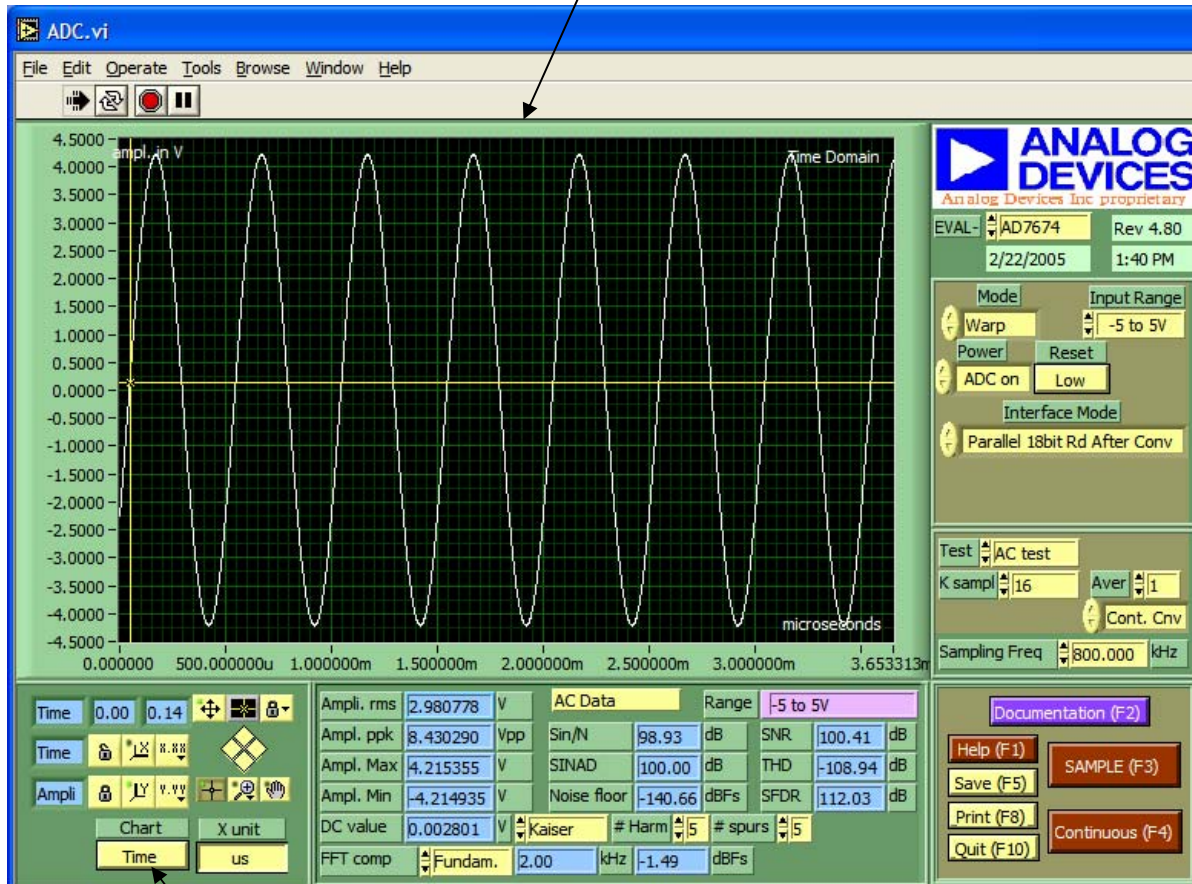 ADC.vi
File Edit Operate Tools Browse Window Help
4.5000
4.0000
3.5000
3.0000
2.5000
2.0000
1.5000
1.0000
0.5000
0.0000
-0.5000
-1.0000
-1.5000
-2.0000
-2.5000
-3.0000
-3.5000
-4.0000
-4.5000
ampl. in V
Time Domain
microseconds
0.000000 500.000000u 1.000000m 1.500000m 2.000000m 2.500000m 3.000000m 3.653313m
ANALOG
DEVICES
Analog Devices Inc proprietary
EVAL- AD7674 Rev 4.80
2/22/2005 1:40 PM
Mode Input Range
Warp -5 to 5V
Power Reset
ADC on Low
Interface Mode
Parallel 18bit Rd After Conv
Test AC test
K sampl 16 Aver 1
Cont. Cnv
Sampling Freq 800.000 kHz
Time 0.00 0.14
Time X 8.88
Ampli Y Y.YY
Chart X unit
Time us
Ampli. rms 2.980778 V AC Data Range -5 to 5V
Ampl. ppk 8.430290 Vpp Sin/N 98.93 dB SNR 100.41 dB
Ampl. Max 4.215355 V SINAD 100.00 dB THD -108.94 dB
Ampl. Min -4.214935 V Noise floor -140.66 dBFs SFDR 112.03 dB
DC value 0.002801 V Kaiser # Harm 5 # spurs 5
FFT comp Fundam. 2.00 kHz -1.49 dBFs
Documentation (F2)
Help (F1)
SAMPLE (F3)
Save (F5)
Print (F8)
Continuous (F4)
Quit (F10)